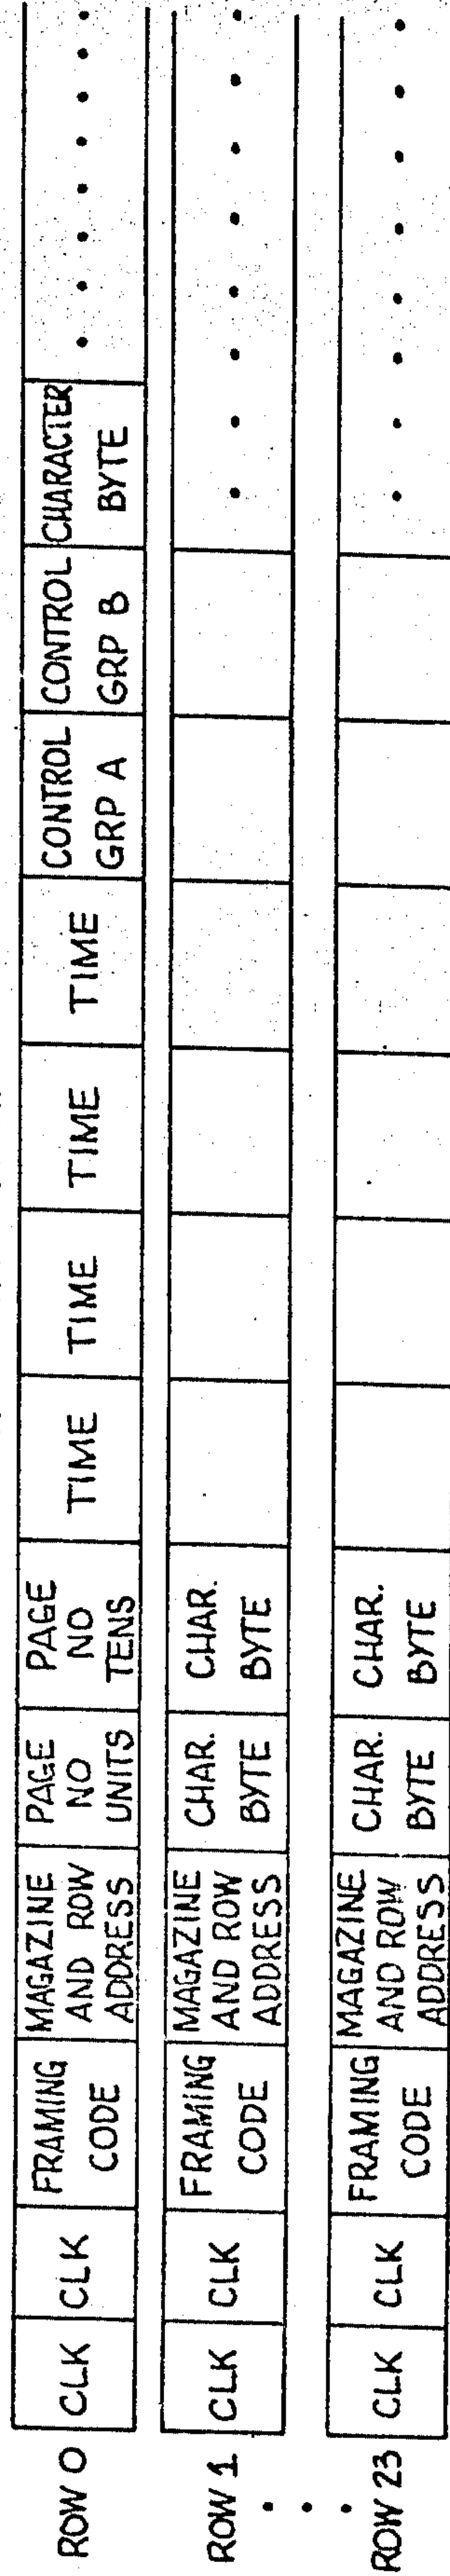 ROW 0 CLK CLK FRAMING CODE MAGAZINE AND ROW ADDRESS PAGE NO UNITS PAGE NO TENS TIME TIME TIME TIME CONTROL GRP A CONTROL GRP B CHARACTER BYTE
ROW 1 CLK CLK FRAMING CODE MAGAZINE AND ROW ADDRESS CHAR. BYTE CHAR. BYTE
ROW 23 CLK CLK FRAMING CODE MAGAZINE AND ROW ADDRESS CHAR. BYTE CHAR. BYTE